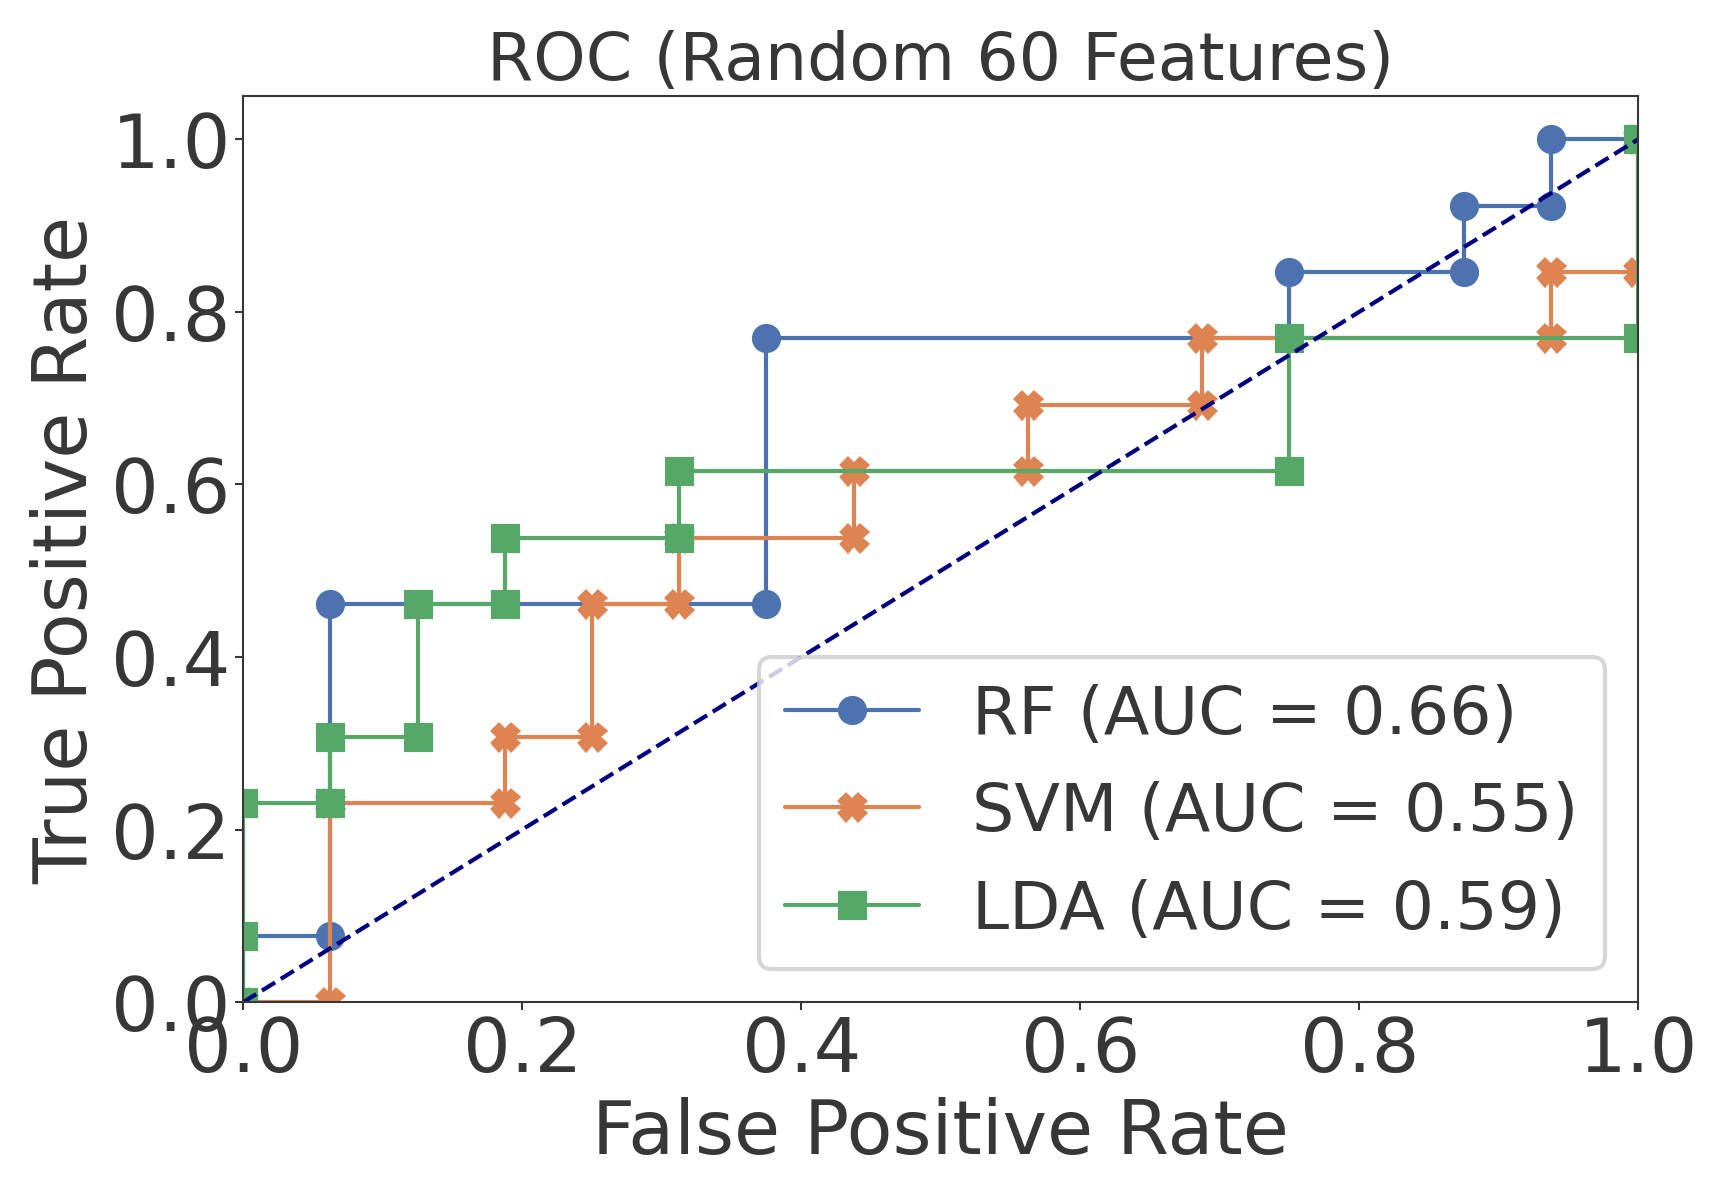 ROC (Random 60 Features)
True Positive Rate
1.0
0.8
0.6
0.4
0.2
0.0
RF (AUC = 0.66)
SVM (AUC = 0.55)
LDA (AUC = 0.59)
0.0 0.2 0.4 0.6 0.8 1.0
False Positive Rate